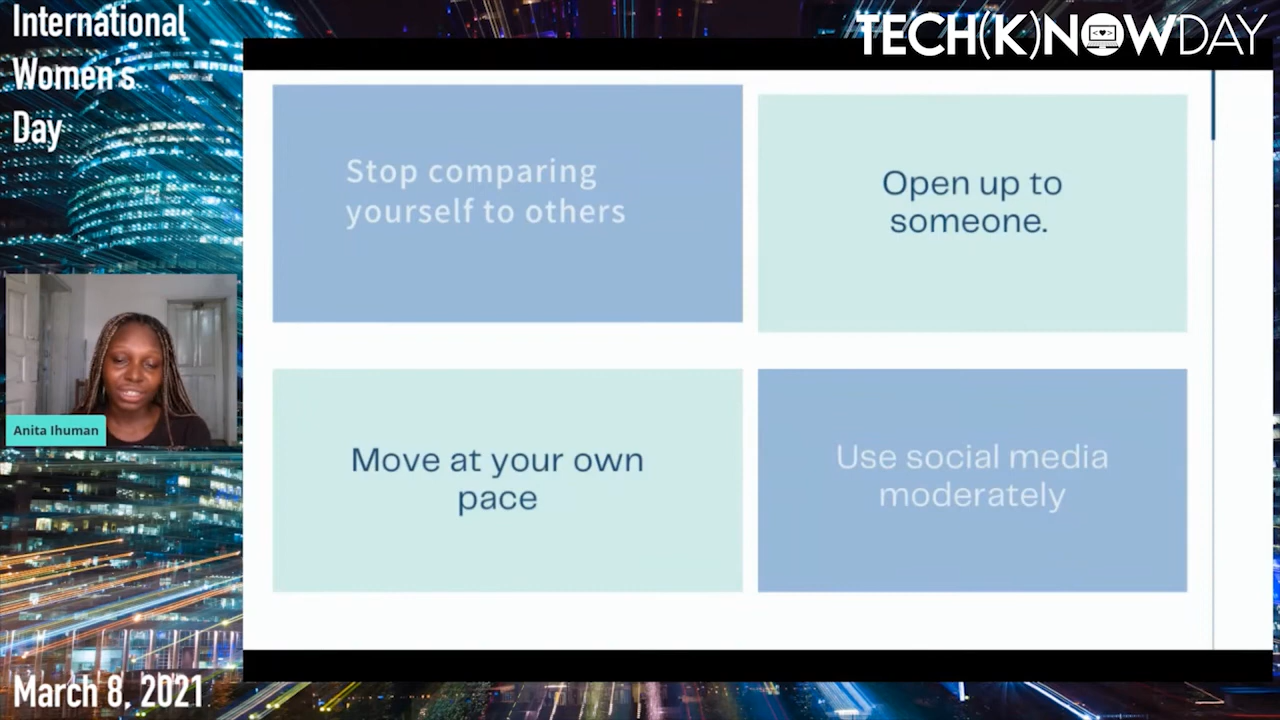 International
Women's
Day
TECH(K)NOWDAY
Stop comparing
yourself to others
Open up to
someone.
Move at your own
pace
Use social media
moderately
Anita Ihuman
March 8, 2021